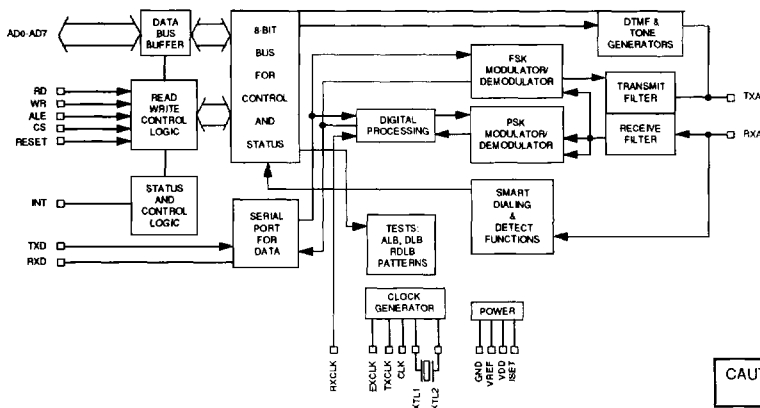 AD0-AD7
DATA
BUS
BUFFER
8-BIT
BUS
FOR
CONTROL
AND
STATUS
DTMF &
TONE
GENERATORS
RD
WR
ALE
CS
RESET
READ
WRITE
CONTROL
LOGIC
FSK
MODULATOR/
DEMODULATOR
TRANSMIT
FILTER
TXA
DIGITAL
PROCESSING
PSK
MODULATOR/
DEMODULATOR
RECEIVE
FILTER
RXA
INT
STATUS
AND
CONTROL
LOGIC
SMART
DIALING
&
DETECT
FUNCTIONS
TXD
RXD
SERIAL
PORT
FOR
DATA
TESTS:
ALB, DLB
RDLB
PATTERNS
CLOCK
GENERATOR
POWER
RXCLK
EXCLK
TXCLK
CLK
XTL1
XTL2
GND
VREF
VDD
ISET
CAUT